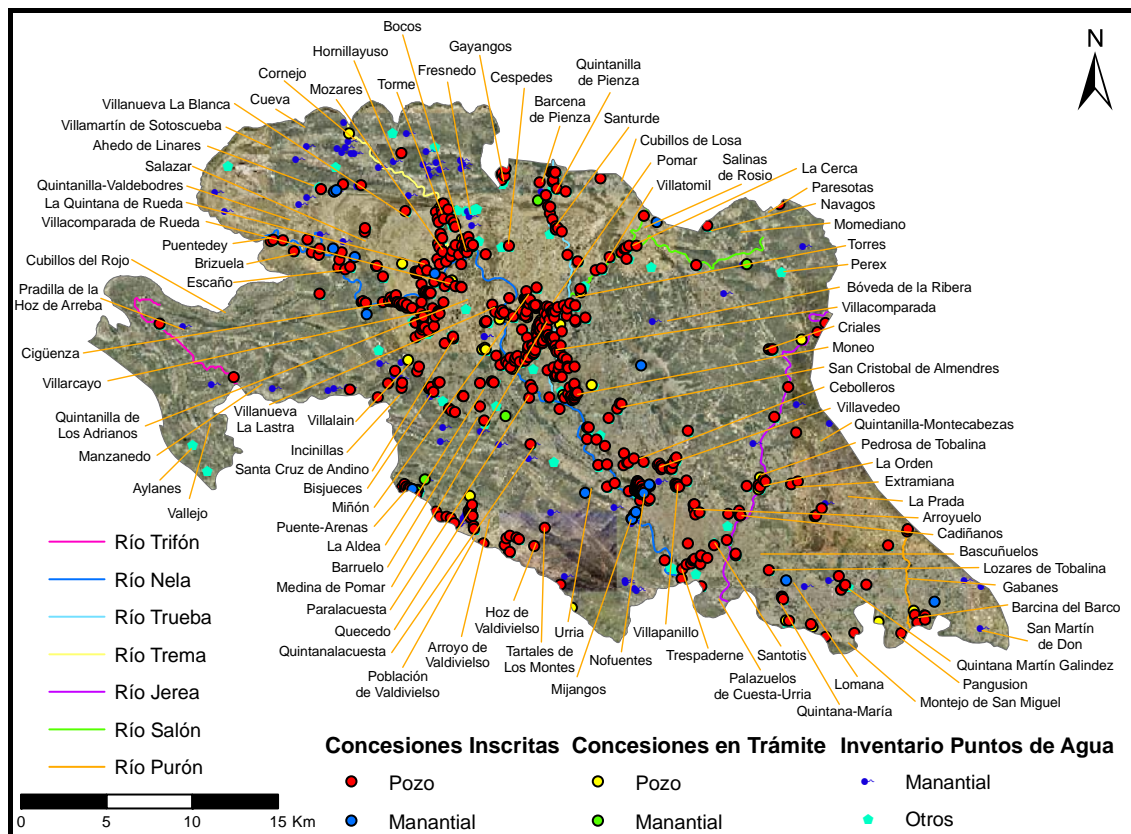 Bocos
Hornillayuso
Gayangos
Cornejo
Fresnedo
Cespedes
Quintanilla
de Pienza
Mozares
Torme
Villanueva La Blanca
Cueva
Barcena
de Pienza
Santurde
Villamartín de Sotoscueba
Ahedo de Linares
Cubillos de Losa
Pomar
Salinas
de Rosio
La Cerca
Salazar
Villatomil
Paresotas
Quintanilla-Valdebodres
Navagos
La Quintana de Rueda
Momediano
Villacomparada de Rueda
Puentedey
Torres
Brizuela
Perex
Cubillos del Rojo
Escaño
Pradilla de la
Hoz de Arreba
Bóveda de la Ribera
Villacomparada
Criales
Cigüenza
Moneo
Villarcayo
San Cristobal de Almendres
Cebolleros
Quintanilla de
Los Adrianos
Villanueva
La Lastra
Villalain
Villavedeo
Quintanilla-Montecabezas
Manzanedo
Incinillas
Pedrosa de Tobalina
Santa Cruz de Andino
La Orden
Aylanes
Bisjueces
Extramiana
Vallejo
Miñón
La Prada
Puente-Arenas
Arroyuelo
La Aldea
Cadiñanos
Barruelo
Bascuñuelos
Medina de Pomar
Lozares de Tobalina
Paralacuesta
Gabanes
Quecedo
Barcina del Barco
Quintanalacuesta
San Martín
de Don
Población
de Valdivielso
Arroyo de
Valdivielso
Hoz de
Valdivielso
Tartales de
Los Montes
Urria
Mijangos
Nofuentes
Villapanillo
Trespaderne
Palazuelos
de Cuesta-Urria
Santotis
Quintana-María
Lomana
Montejo de San Miguel
Pangusion
Quintana Martín Galindez
N
Río Trifón
Río Nela
Río Trueba
Río Trema
Río Jerea
Río Salón
Río Purón
0 5 10 15 Km
Concesiones Inscritas
Pozo
Manantial
Concesiones en Trámite
Pozo
Manantial
Inventario Puntos de Agua
Manantial
Otros